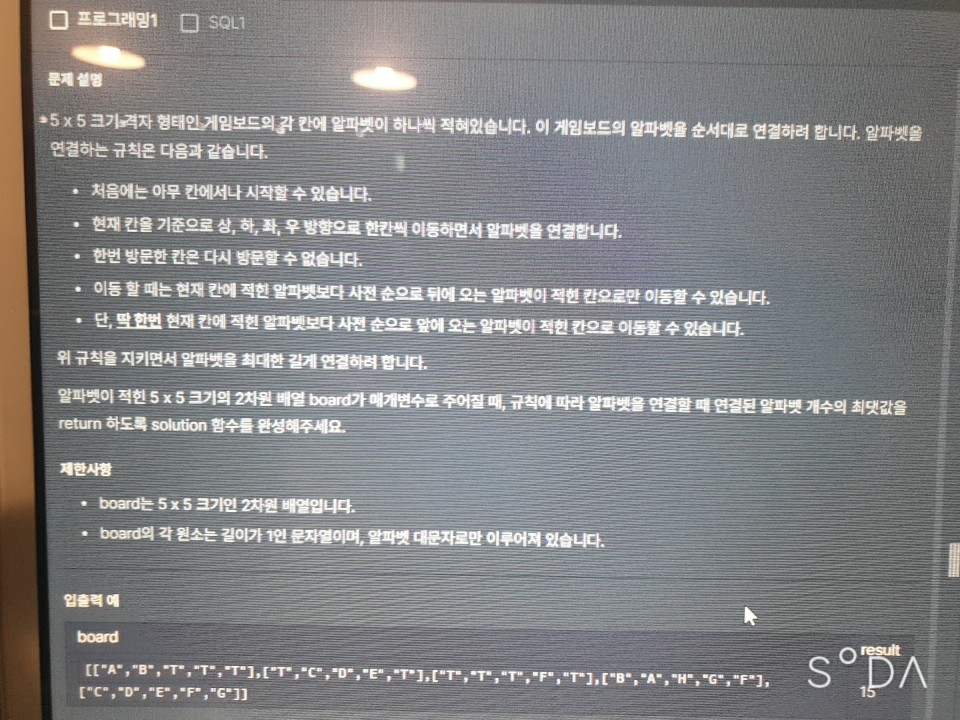 프로그래밍1 SQL1
문제 설명
5 x 5 크기 격자 형태인 게임보드의 각 칸에 알파벳이 하나씩 적혀있습니다. 이 게임보드의 알파벳을 순서대로 연결하려 합니다. 알파벳을
연결하는 규칙은 다음과 같습니다.
• 처음에는 아무 칸에서나 시작할 수 있습니다.
• 현재 칸을 기준으로 상, 하, 좌, 우 방향으로 한칸씩 이동하면서 알파벳을 연결합니다.
• 한번 방문한 칸은 다시 방문할 수 없습니다.
• 이동 할 때는 현재 칸에 적힌 알파벳보다 사전 순으로 뒤에 오는 알파벳이 적힌 칸으로만 이동할 수 있습니다.
• 단, 딱 한번 현재 칸에 적힌 알파벳보다 사전 순으로 앞에 오는 알파벳이 적힌 칸으로 이동할 수 있습니다.
위 규칙을 지키면서 알파벳을 최대한 길게 연결하려 합니다.
알파벳이 적힌 5 x 5 크기의 2차원 배열 board가 매개변수로 주어질 때, 규칙에 따라 알파벳을 연결할 때 연결된 알파벳 개수의 최댓값을
return 하도록 solution 함수를 완성해주세요.
제한사항
• board는 5 x 5 크기인 2차원 배열입니다.
• board의 각 원소는 길이가 1인 문자열이며, 알파벳 대문자로만 이루어져 있습니다.
입출력 예
board result
[["A","B","T","T","T"],["T","C","D","E","T"],["T","T","T","F","T"],["B","A","H","G","F"],
["C","D","E","F","G"]] 15
SODA